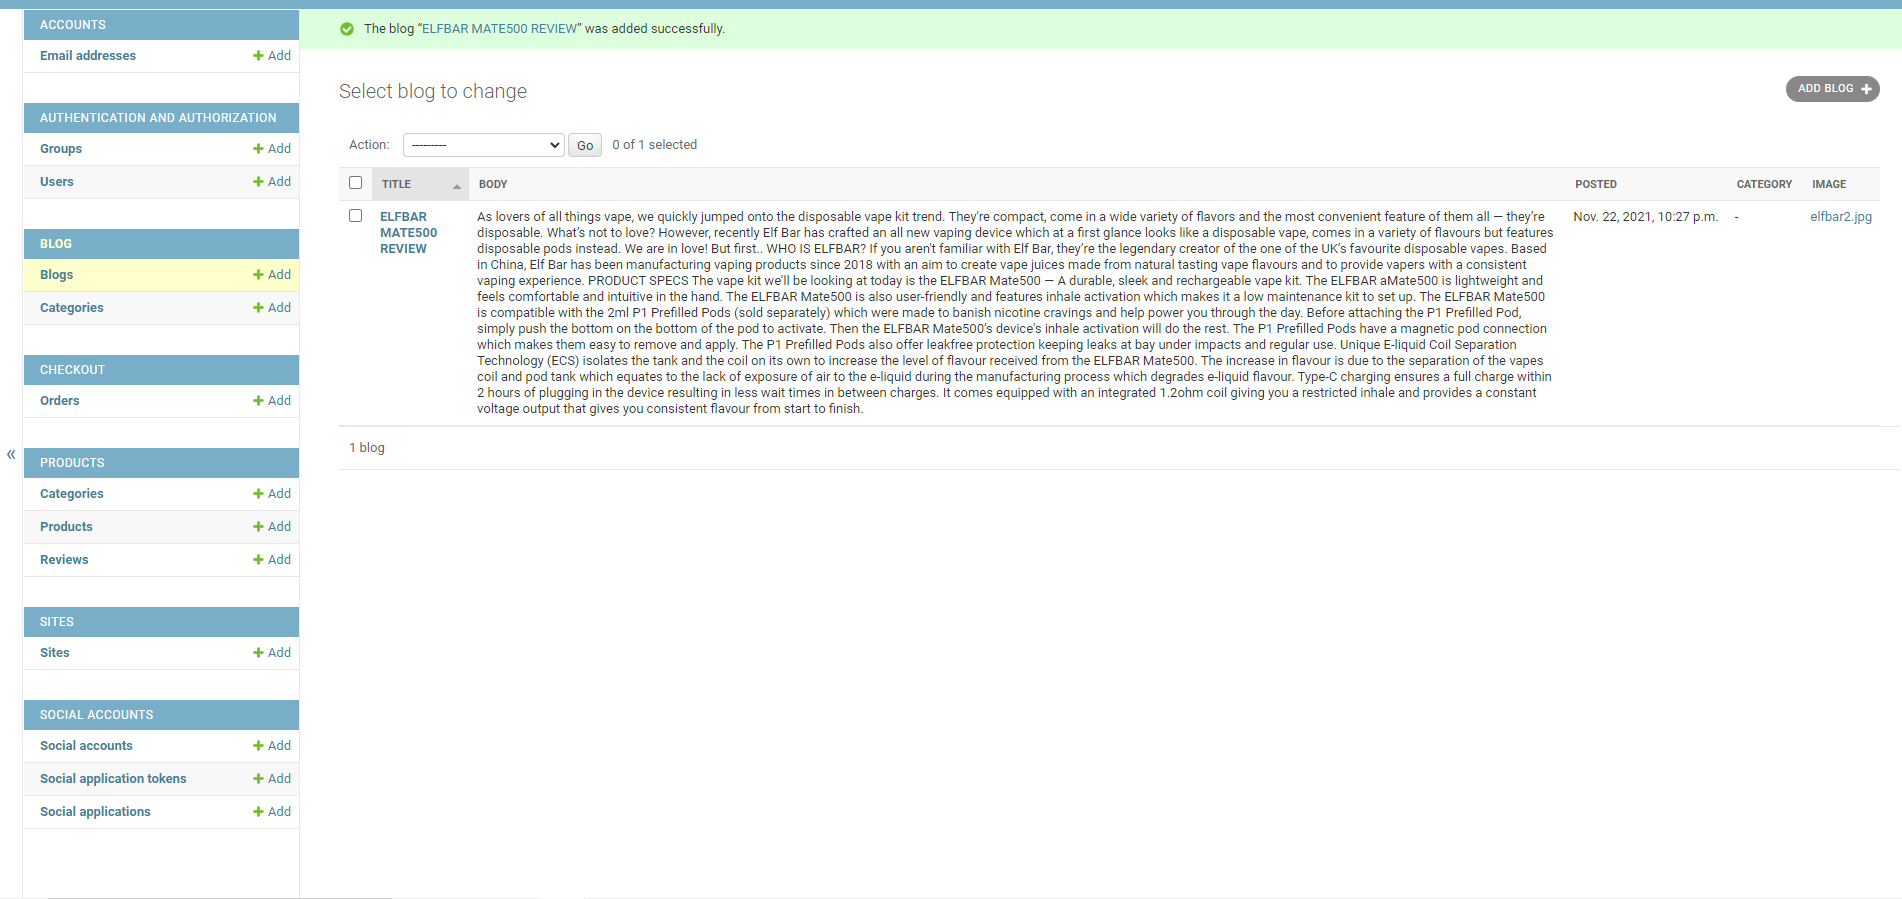 ACCOUNTS
Email addresses + Add
AUTHENTICATION AND AUTHORIZATION
Groups + Add
Users + Add
BLOG
Blogs + Add
Categories + Add
CHECKOUT
Orders + Add
PRODUCTS
Categories + Add
Products + Add
Reviews + Add
SITES
Sites + Add
SOCIAL ACCOUNTS
Social accounts + Add
Social application tokens + Add
Social applications + Add
«
The blog “ELFBAR MATE500 REVIEW” was added successfully.
Select blog to change
ADD BLOG +
Action: --------- Go 0 of 1 selected
TITLE BODY POSTED CATEGORY IMAGE
ELFBAR
MATE500
REVIEW
As lovers of all things vape, we quickly jumped onto the disposable vape kit trend. They’re compact, come in a wide variety of flavors and the most convenient feature of them all — they’re
disposable. What’s not to love? However, recently Elf Bar has crafted an all new vaping device which at a first glance looks like a disposable vape, comes in a variety of flavours but features
disposable pods instead. We are in love! But first.. WHO IS ELFBAR? If you aren't familiar with Elf Bar, they’re the legendary creator of the one of the UK’s favourite disposable vapes. Based
in China, Elf Bar has been manufacturing vaping products since 2018 with an aim to create vape juices made from natural tasting vape flavours and to provide vapers with a consistent
vaping experience. PRODUCT SPECS The vape kit we’ll be looking at today is the ELFBAR Mate500 — A durable, sleek and rechargeable vape kit. The ELFBAR aMate500 is lightweight and
feels comfortable and intuitive in the hand. The ELFBAR Mate500 is also user-friendly and features inhale activation which makes it a low maintenance kit to set up. The ELFBAR Mate500
is compatible with the 2ml P1 Prefilled Pods (sold separately) which were made to banish nicotine cravings and help power you through the day. Before attaching the P1 Prefilled Pod,
simply push the bottom on the bottom of the pod to activate. Then the ELFBAR Mate500’s device's inhale activation will do the rest. The P1 Prefilled Pods have a magnetic pod connection
which makes them easy to remove and apply. The P1 Prefilled Pods also offer leakfree protection keeping leaks at bay under impacts and regular use. Unique E-liquid Coil Separation
Technology (ECS) isolates the tank and the coil on its own to increase the level of flavour received from the ELFBAR Mate500. The increase in flavour is due to the separation of the vapes
coil and pod tank which equates to the lack of exposure of air to the e-liquid during the manufacturing process which degrades e-liquid flavour. Type-C charging ensures a full charge within
2 hours of plugging in the device resulting in less wait times in between charges. It comes equipped with an integrated 1.2ohm coil giving you a restricted inhale and provides a constant
voltage output that gives you consistent flavour from start to finish.
Nov. 22, 2021, 10:27 p.m. - elfbar2.jpg
1 blog